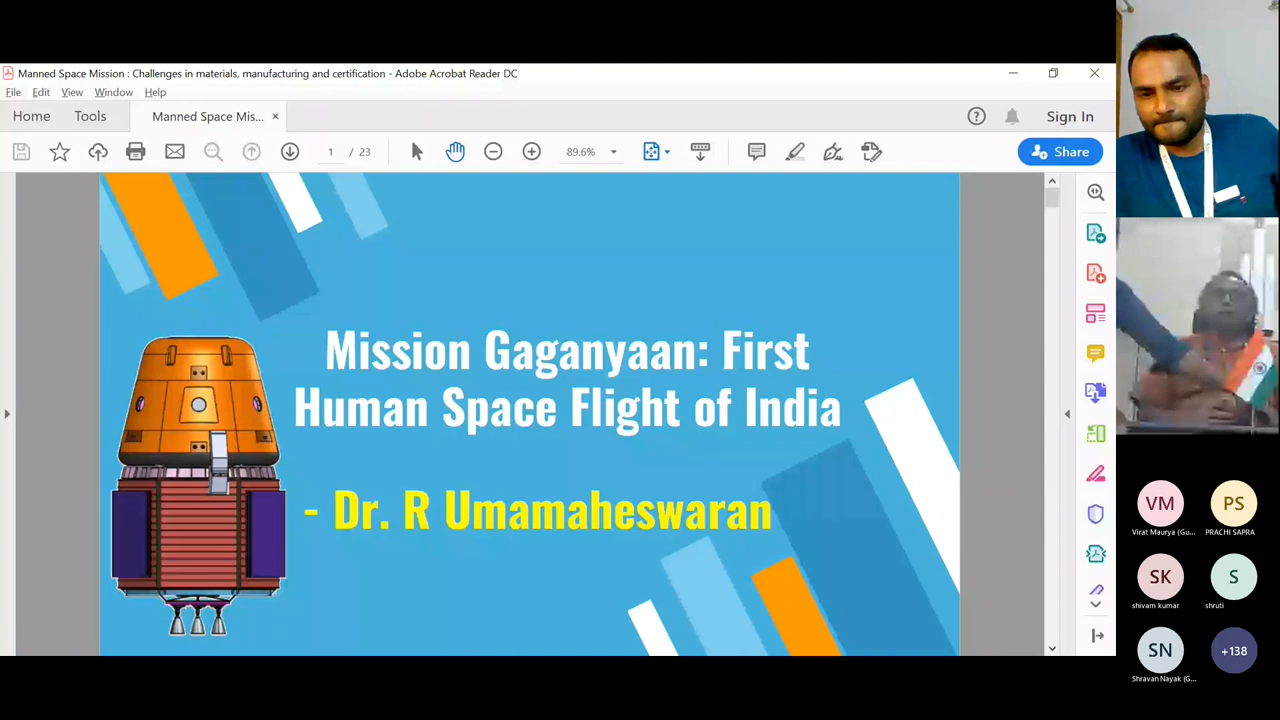 Manned Space Mission : Challenges in materials, manufacturing and certification - Adobe Acrobat Reader DC
File Edit View Window Help
Home Tools Manned Space Mis... × Sign In
1 / 23 89.6% Share
Mission Gaganyaan: First
Human Space Flight of India
- Dr. R Umamaheswaran
VM PS
Virat Maurya (Gu... PRACHI SAPRA
SK S
shivam kumar shruti
SN +138
Shravan Nayak (G...